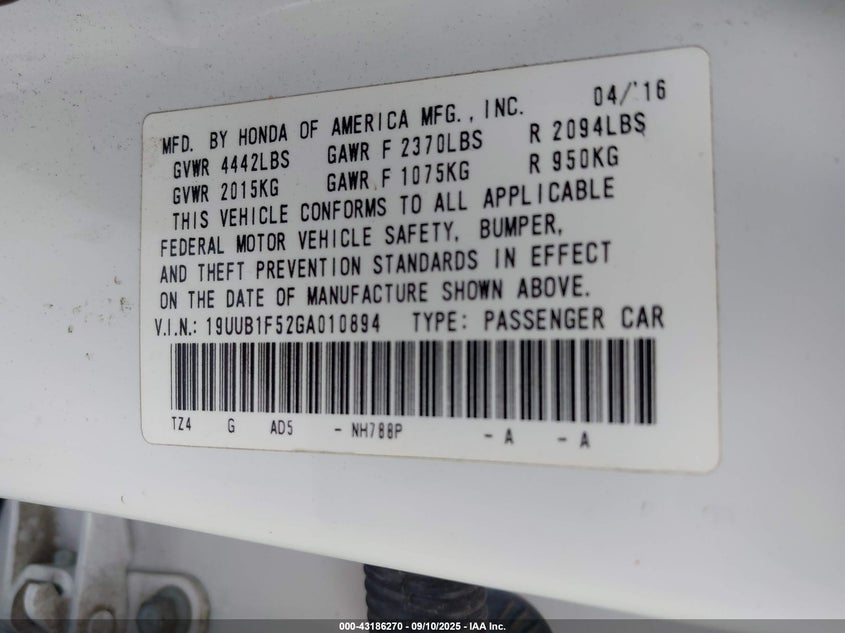 MFD. BY HONDA OF AMERICA MFG., INC. 04/'16
GVWR 4442LBS GAWR F 2370LBS R 2094LBS
GVWR 2015KG GAWR F 1075KG R 950KG
THIS VEHICLE CONFORMS TO ALL APPLICABLE
FEDERAL MOTOR VEHICLE SAFETY, BUMPER,
AND THEFT PREVENTION STANDARDS IN EFFECT
ON THE DATE OF MANUFACTURE SHOWN ABOVE.
V.I.N.: 19UUB1F52GA010894 TYPE: PASSENGER CAR
TZ4 G AD5 - NH788P - A - A
000-43186270 - 09/10/2025 - IAA Inc.